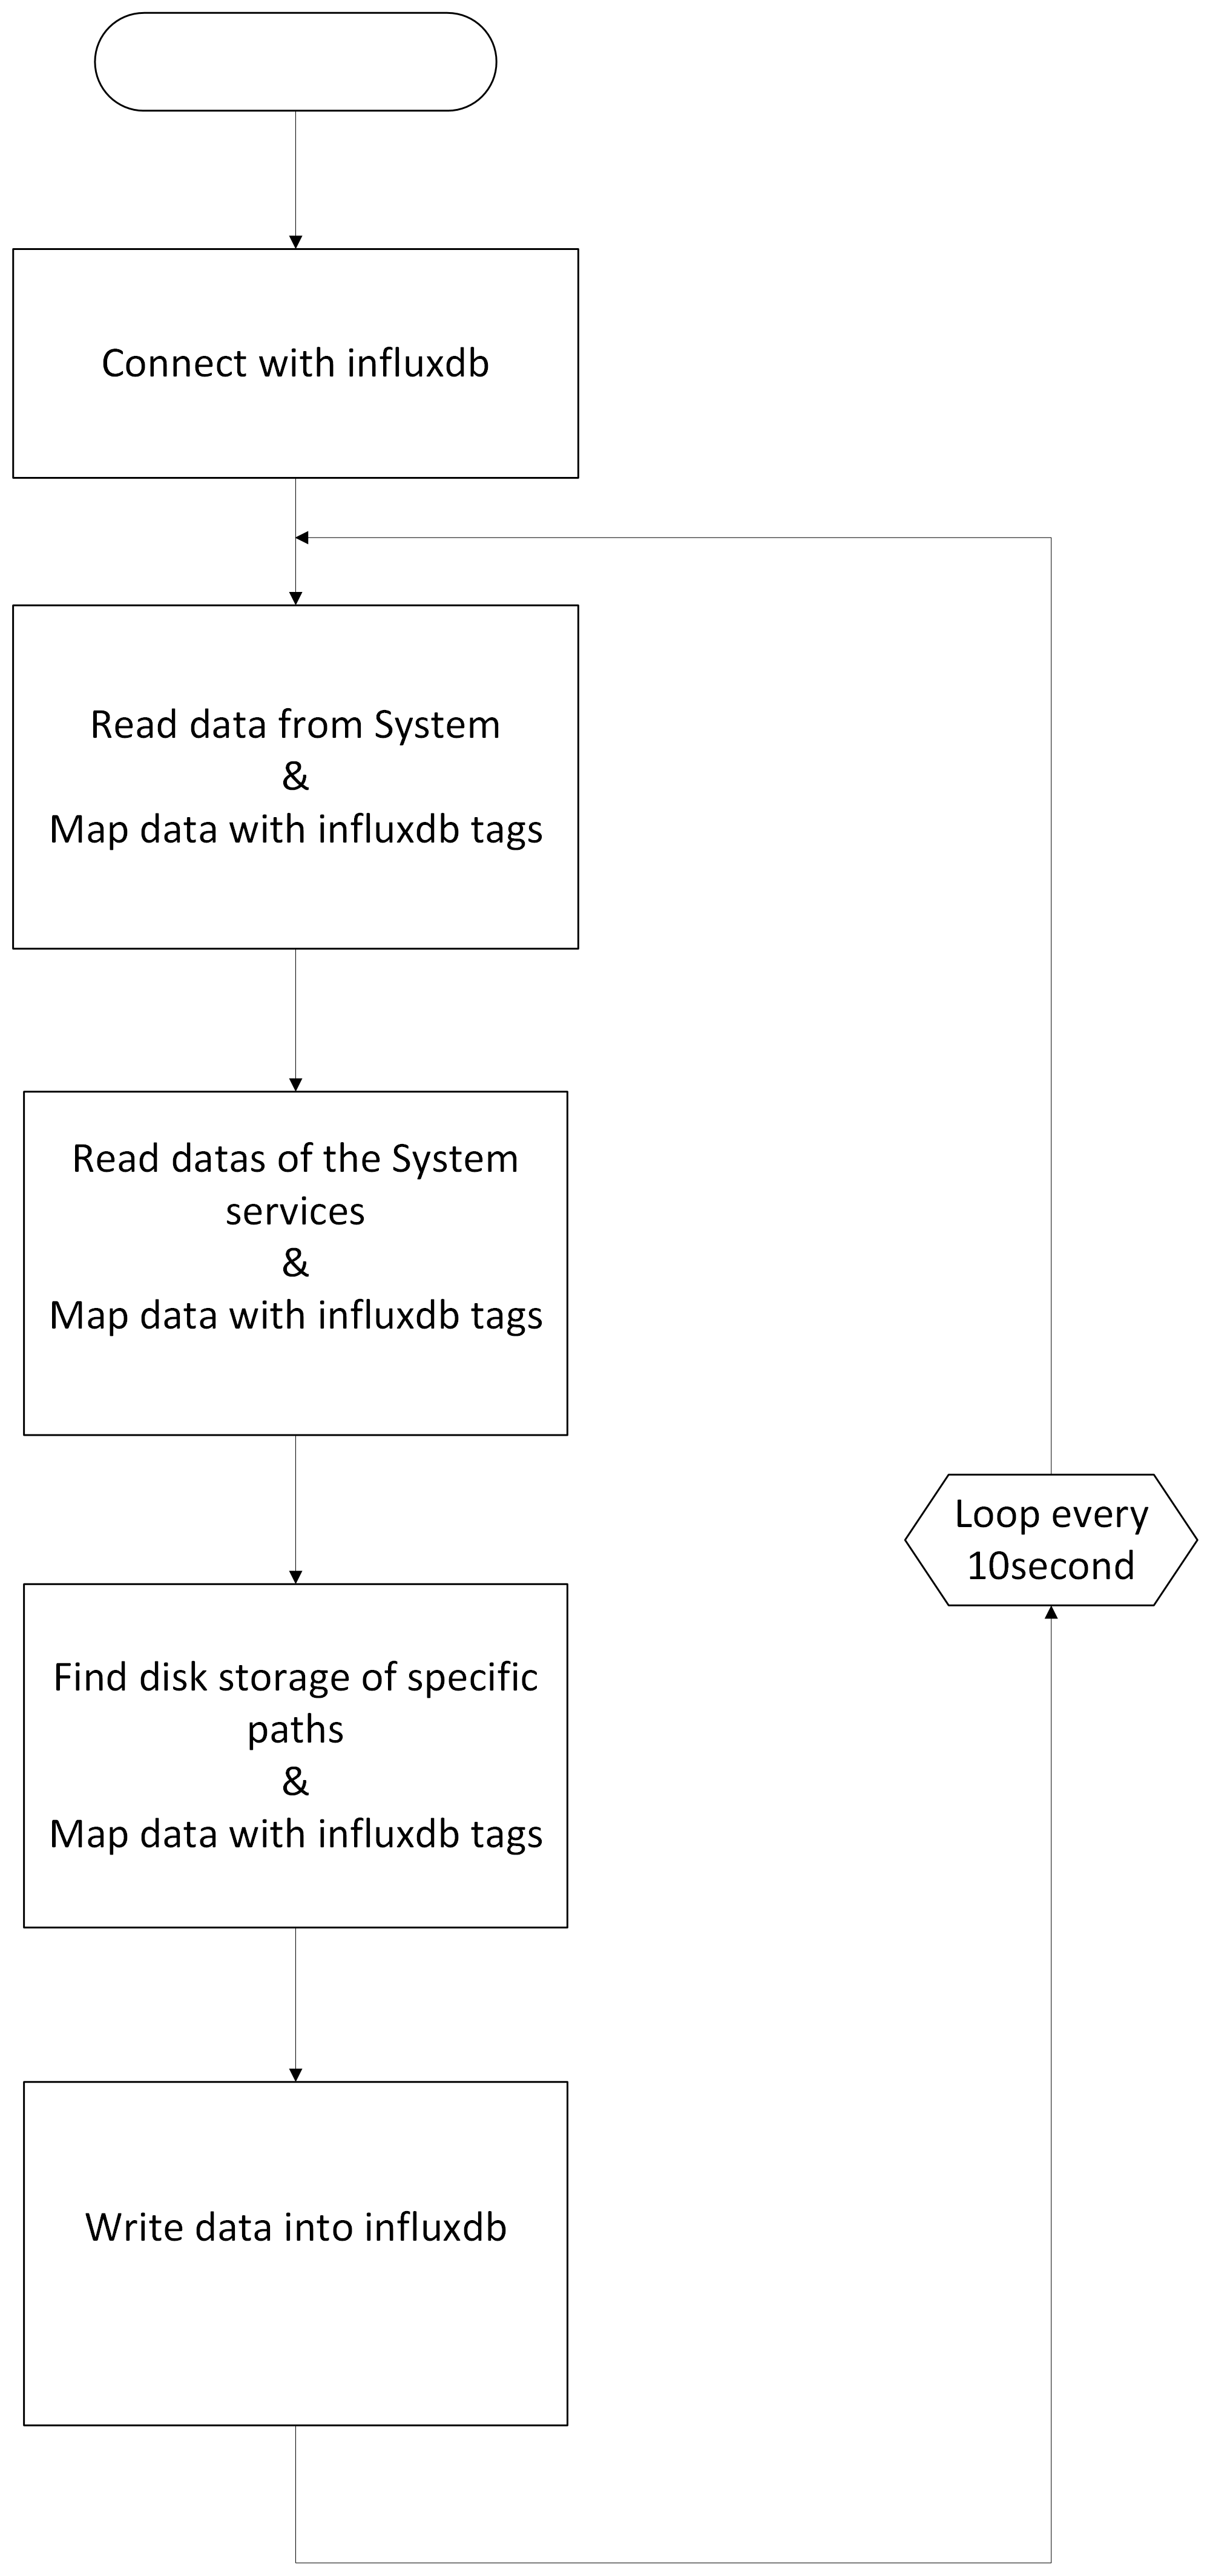 Connect with influxdb
Read data from System
&
Map data with influxdb tags
Read datas of the System
services
&
Map data with influxdb tags
Loop every
10second
Find disk storage of specific
paths
&
Map data with influxdb tags
Write data into influxdb